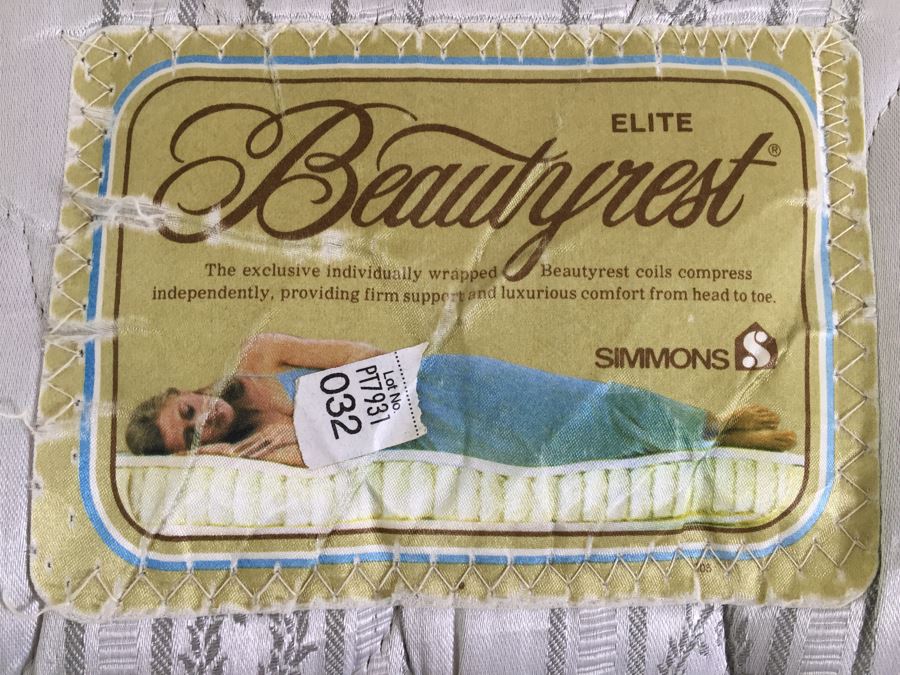 ELITE
Beautyrest®
The exclusive individually wrapped Beautyrest coils compress
independently, providing firm support and luxurious comfort from head to toe.
SIMMONS S
Lot No.
PT7931
032